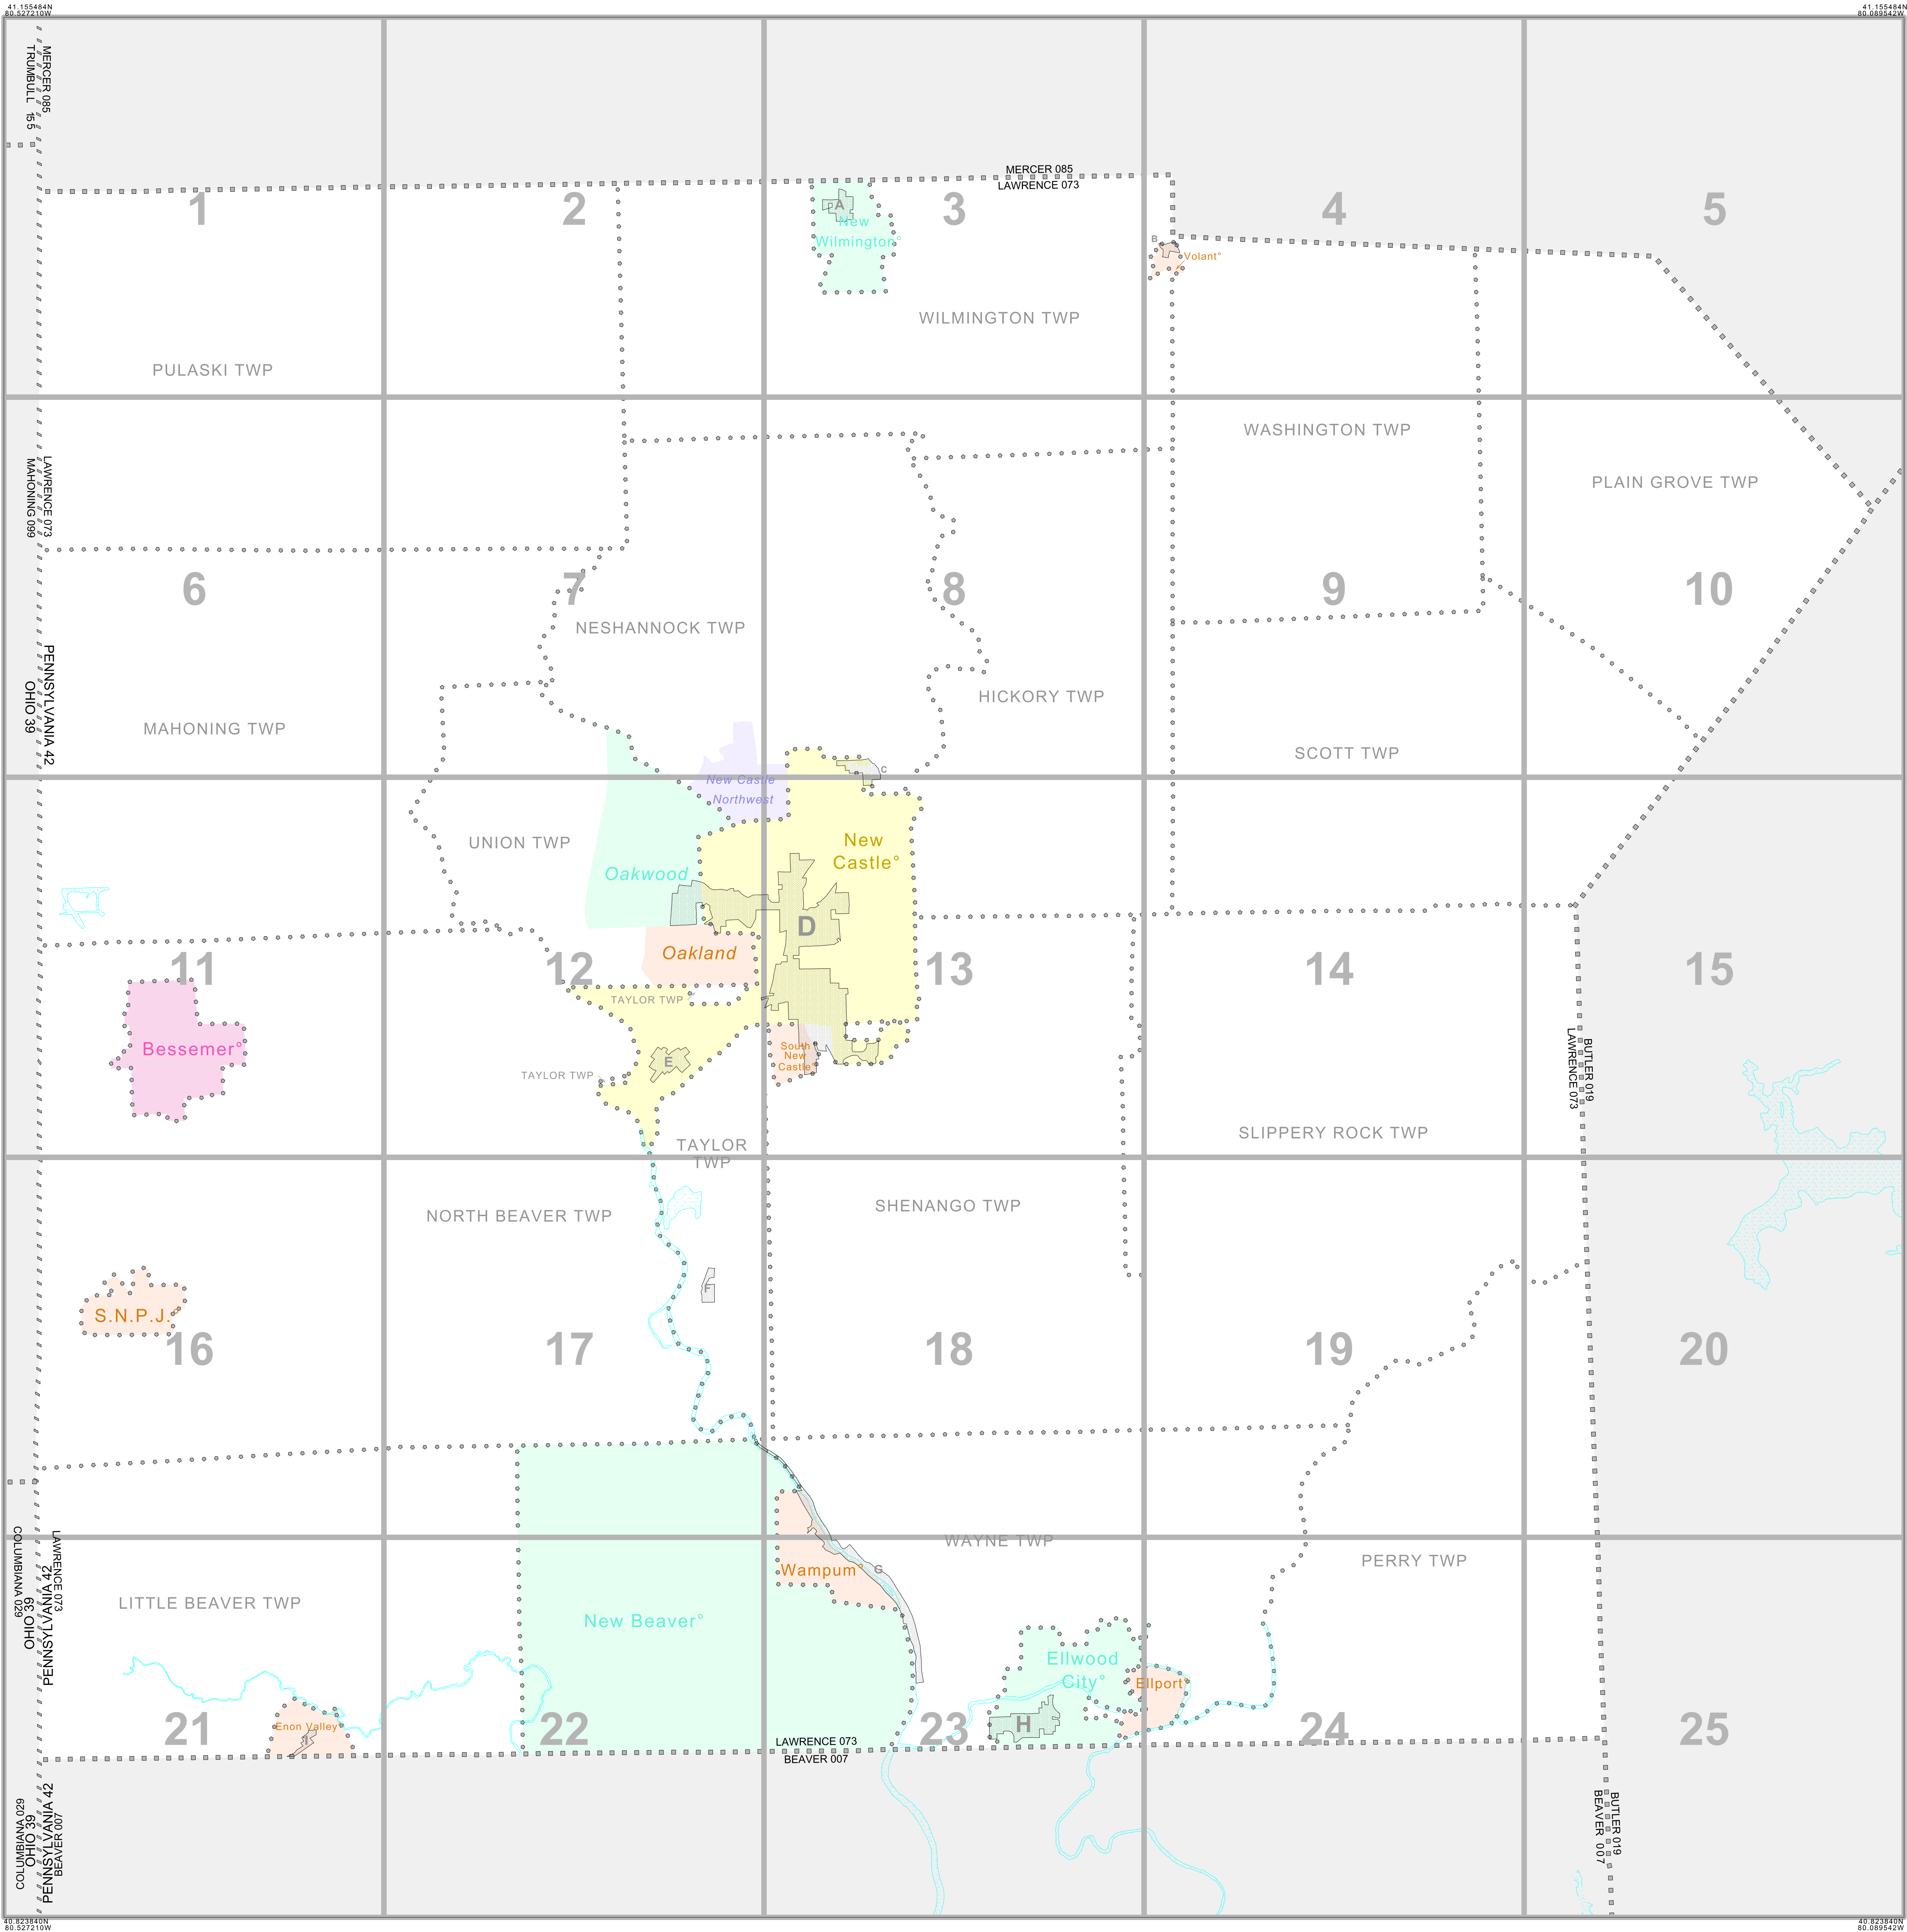 41.155484N
80.527210W
41.155484N
80.089542W
MERCER 085
TRUMBULL 155
MERCER 085
LAWRENCE 073
1
2
3
4
5
A
New
Wilmington°
B
Volant°
WILMINGTON TWP
PULASKI TWP
WASHINGTON TWP
PLAIN GROVE TWP
LAWRENCE 073
MAHONING 099
6
7
8
9
10
NESHANNOCK TWP
HICKORY TWP
PENNSYLVANIA 42
OHIO 39
MAHONING TWP
SCOTT TWP
C
New Castle
Northwest
UNION TWP
New
Castle°
Oakwood
D
Oakland
11
12
13
14
15
TAYLOR TWP
Bessemer°
E
South
New
Castle°
TAYLOR TWP
BUTLER 019
LAWRENCE 073
SLIPPERY ROCK TWP
TAYLOR
TWP
NORTH BEAVER TWP
SHENANGO TWP
F
S.N.P.J.°
16
17
18
19
20
WAYNE TWP
PERRY TWP
Wampum°
G
LITTLE BEAVER TWP
New Beaver°
LAWRENCE 073
COLUMBIANA 029
PENNSYLVANIA 42
OHIO 39
Ellwood
City°
Ellport°
Enon Valley°
I
H
21
22
23
24
25
LAWRENCE 073
BEAVER 007
BEAVER 007
PENNSYLVANIA 42
OHIO 39
COLUMBIANA 029
BUTLER 019
BEAVER 007
40.823840N
80.527210W
40.823840N
80.089542W